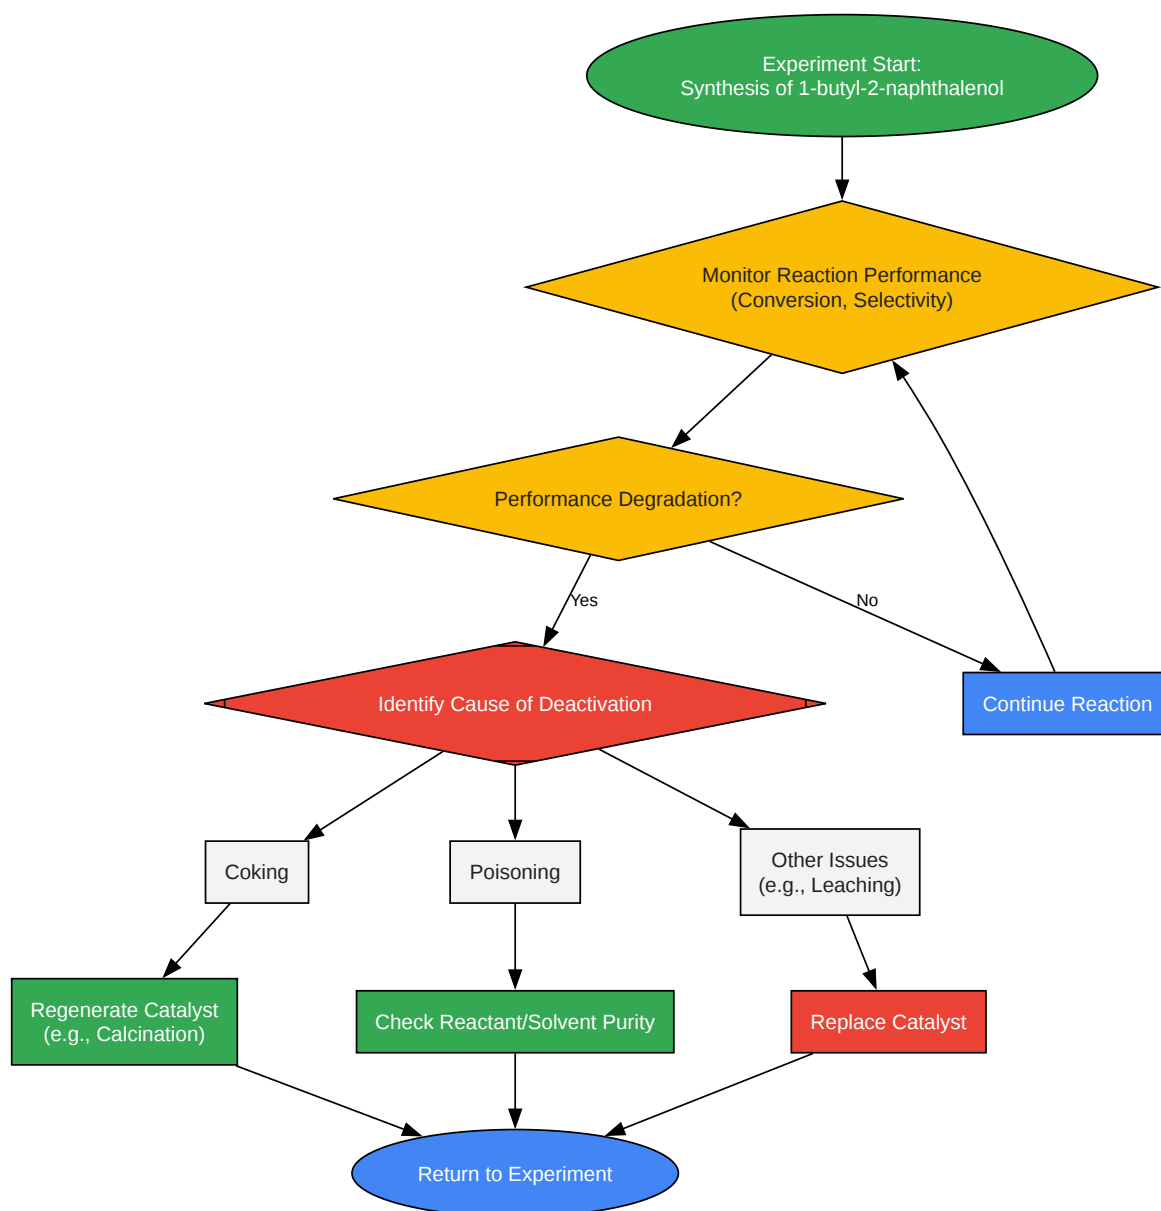 Experiment Start:
Synthesis of 1-butyl-2-naphthalenol
Monitor Reaction Performance
(Conversion, Selectivity)
Performance Degradation?
Yes
No
Identify Cause of Deactivation
Continue Reaction
Coking
Poisoning
Other Issues
(e.g., Leaching)
Regenerate Catalyst
(e.g., Calcination)
Check Reactant/Solvent Purity
Replace Catalyst
Return to Experiment